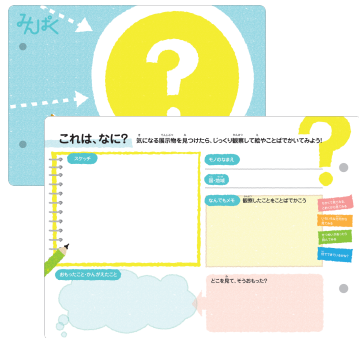 みんぱく
?
これは、なに?
気になる展示物を見つけたら、じっくり観察して絵やことばでかいてみよう!
?
スケッチ
モノのなまえ
国・地域
なんでもメモ 観察したことをことばでかこう
おもったこと・かんがえたこと
どこを見て、そうおもった?